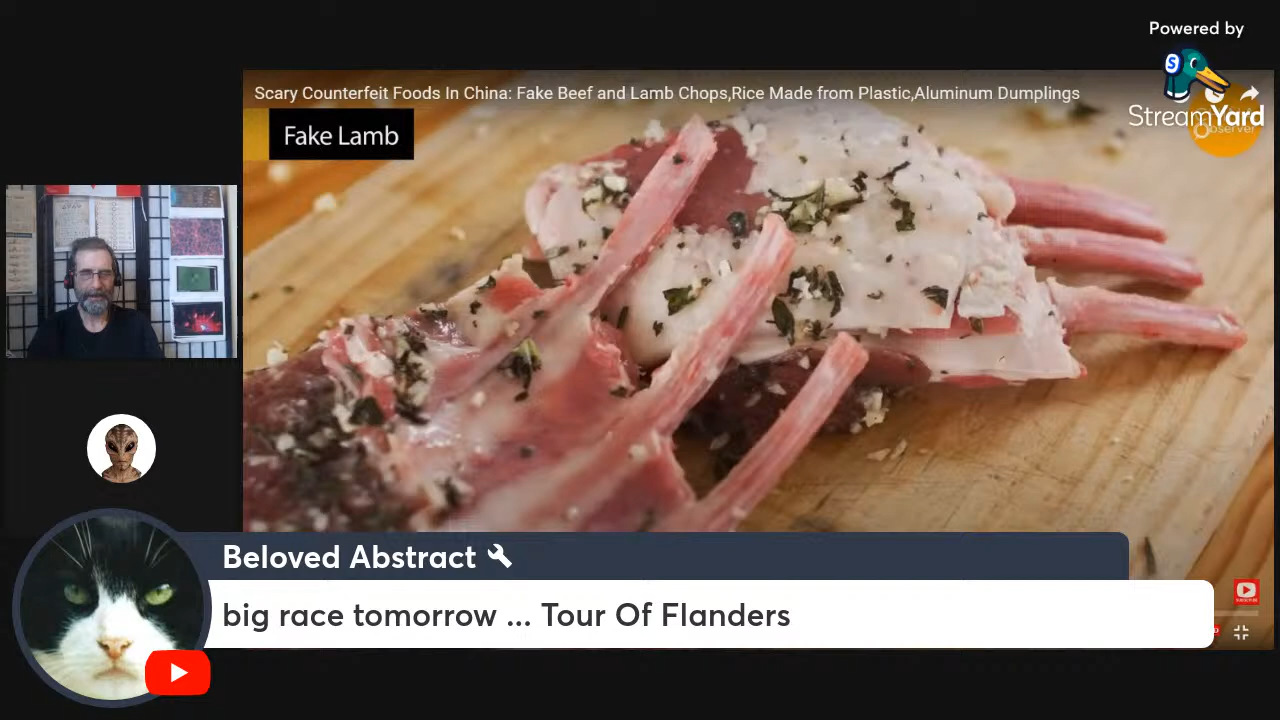 Powered by
StreamYard
Scary Counterfeit Foods In China: Fake Beef and Lamb Chops,Rice Made from Plastic,Aluminum Dumplings
Observer
Fake Lamb
Beloved Abstract
big race tomorrow ... Tour Of Flanders